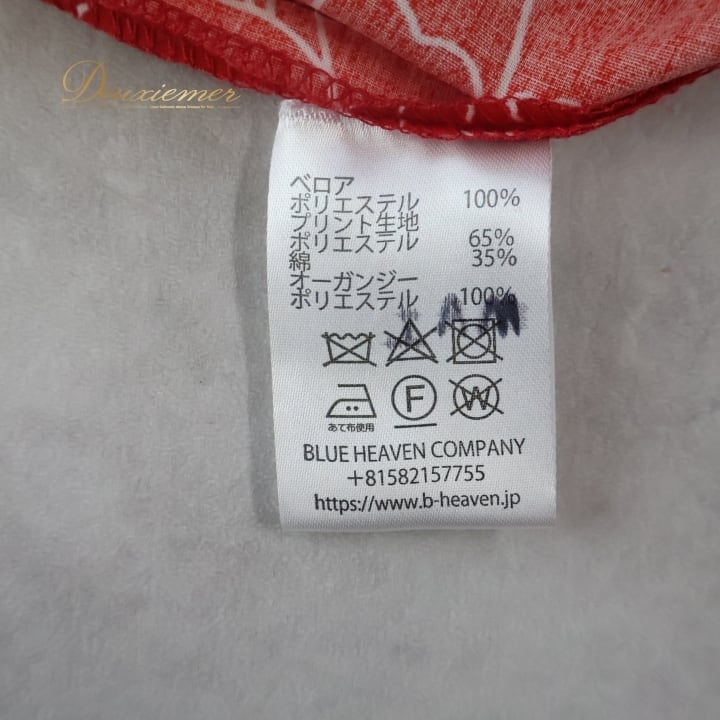 Deuxiemer
ベロア
ポリエステル 100%
プリント生地
ポリエステル 65%
綿 35%
オーガンジー
ポリエステル 100%
F
W
あて布使用
BLUE HEAVEN COMPANY
+81582157755
https://www.b-heaven.jp